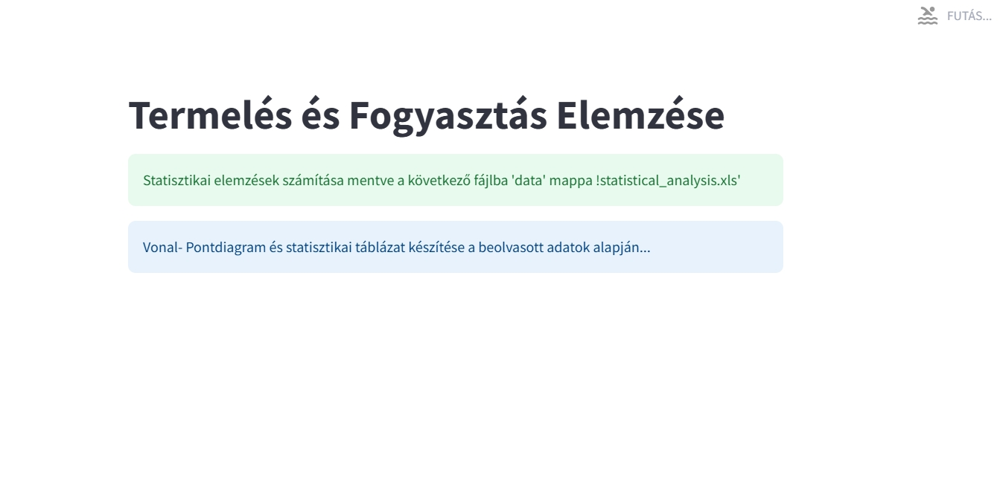 FUTÁS...
Termelés és Fogyasztás Elemzése
Statisztikai elemzések számítása mentve a következő fájlba 'data' mappa !statistical_analysis.xls'
Vonal- Pontdiagram és statisztikai táblázat készítése a beolvasott adatok alapján...